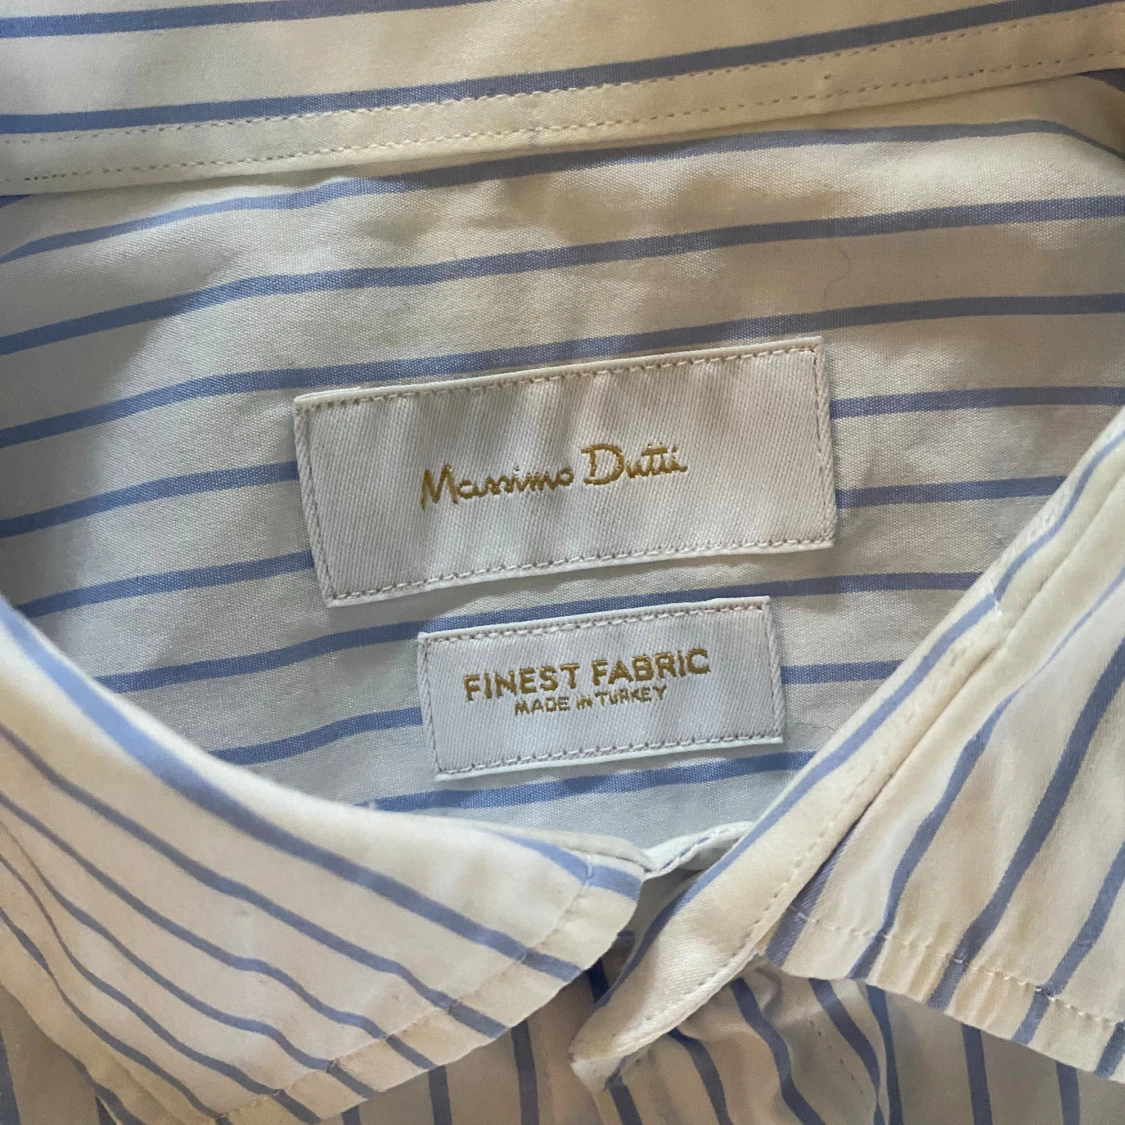 Massimo Dutti
FINEST FABRIC
MADE IN TURKEY